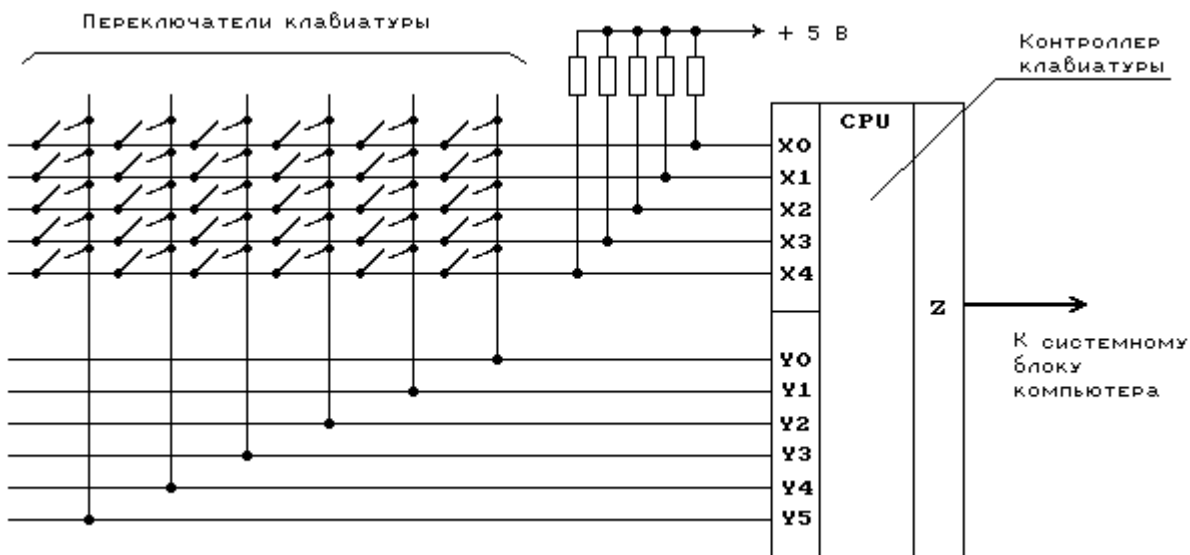 Переключатели клавиатуры
+ 5 В
Контроллер
клавиатуры
CPU
X0
X1
X2
X3
X4
Z
К системному
блоку
компьютера
Y0
Y1
Y2
Y3
Y4
Y5